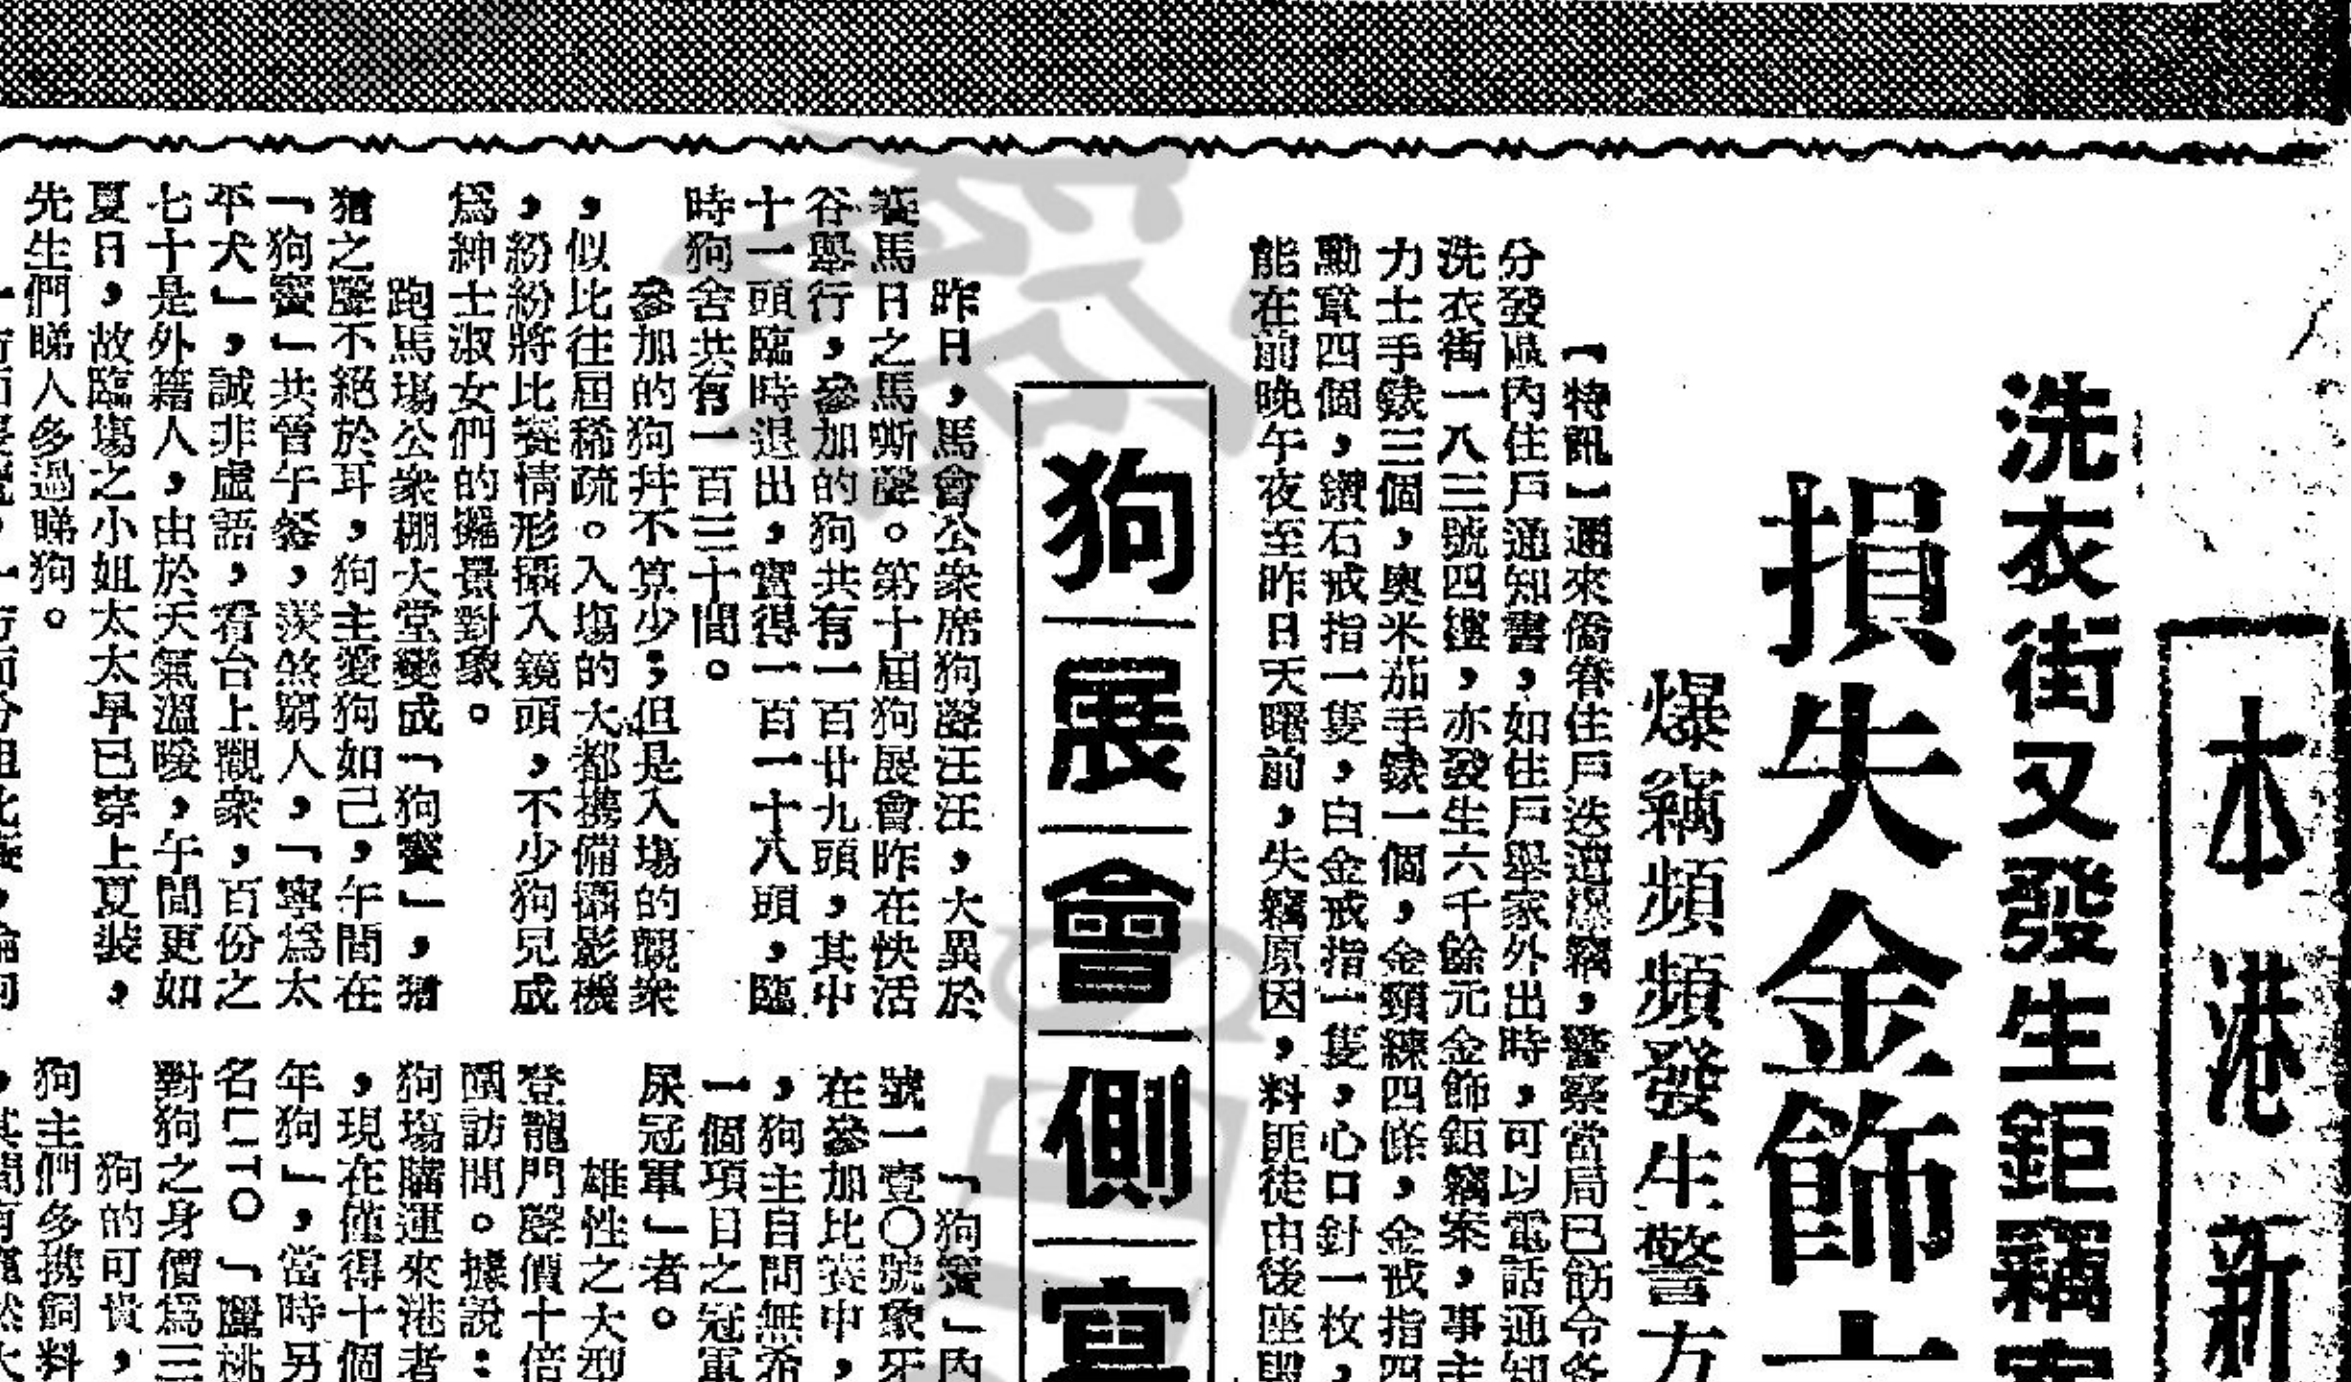 本港新
洗衣街又發生鉅竊案
損失金飾
爆竊頻頻發生警方
【特訊】邇來僑眷住戶迭遭爆竊，警察當局已飭令各
分發區內住戶通知書，如住戶舉家外出時，可以電話通知
洗衣街一八三號四樓，亦發生六千餘元金飾鉅竊案，事主
力士手錶三個，奧米茄手錶一個，金頸練四條，金戒指四
勳章四個，鑽石戒指一隻，白金戒指一隻，心口針一枚，
能在前晚午夜至昨日天曙前，失竊原因，料匪徒由後座
狗展會側寫
昨日，馬會公衆席狗聲汪汪，大異於
賽馬日之馬嘶聲。第十屆狗展會昨在快活
谷舉行，參加的狗共有一百廿九頭，其中
十一頭臨時退出，實得一百一十八頭，臨
時狗舍共有一百三十間。
參加的狗幷不算少；但是入塲的觀衆
，似比往屆稀疏。入塲的大都携備攝影機
，紛紛將比賽情形攝入鏡頭，不少狗兄成
爲紳士淑女們的攝景對象。
跑馬塲公衆棚大堂變成「狗賽」，猪
猪之聲不絕於耳，狗主愛狗如己，午間在
「狗賽」共晉午餐，羨煞窮人，「寧爲太
平犬」，誠非虛語，看台上觀衆，百份之
七十是外籍人，由於天氣溫暖，午間更如
夏日，故臨塲之小姐太太早已穿上夏裝，
先生們睇人多過睇狗。
「狗賽」內
號一壹〇號象牙
在參加比賽中，
，狗主自問無希
一個項目之冠軍
尿冠軍」者。
雄性之大型
登龍門聲價十倍
訪問。據說：
狗塲購運來港者
，現在僅得十個
年狗」，當時另
名LITO「
對狗之身價爲三
狗的可貴，
狗主們多携飼料